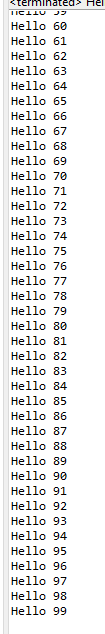 <terminated> Hel
Hello 59
Hello 60
Hello 61
Hello 62
Hello 63
Hello 64
Hello 65
Hello 66
Hello 67
Hello 68
Hello 69
Hello 70
Hello 71
Hello 72
Hello 73
Hello 74
Hello 75
Hello 76
Hello 77
Hello 78
Hello 79
Hello 80
Hello 81
Hello 82
Hello 83
Hello 84
Hello 85
Hello 86
Hello 87
Hello 88
Hello 89
Hello 90
Hello 91
Hello 92
Hello 93
Hello 94
Hello 95
Hello 96
Hello 97
Hello 98
Hello 99